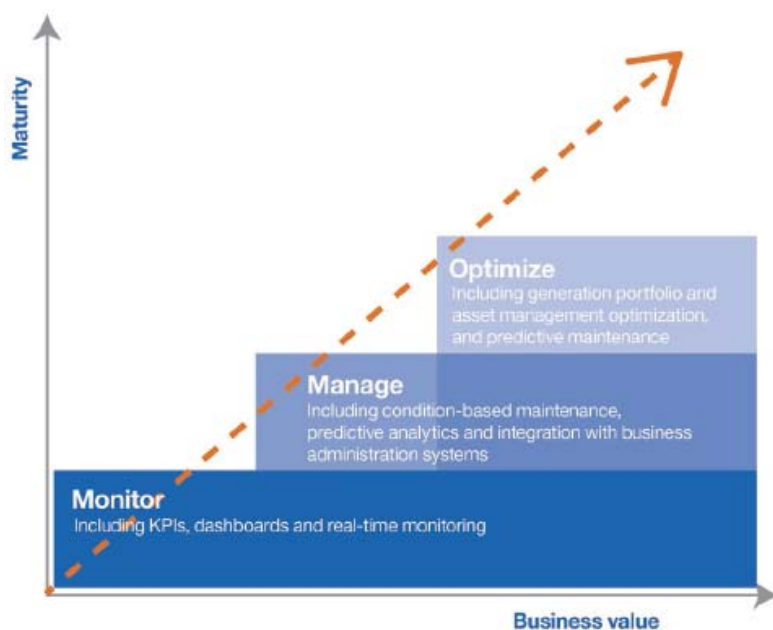 Maturity
Optimize
Including generation portfolio and
asset management optimization,
and predictive maintenance
Manage
Including condition-based maintenance,
predictive analytics and integration with business
administration systems
Monitor
Including KPIs, dashboards and real-time monitoring
Business value